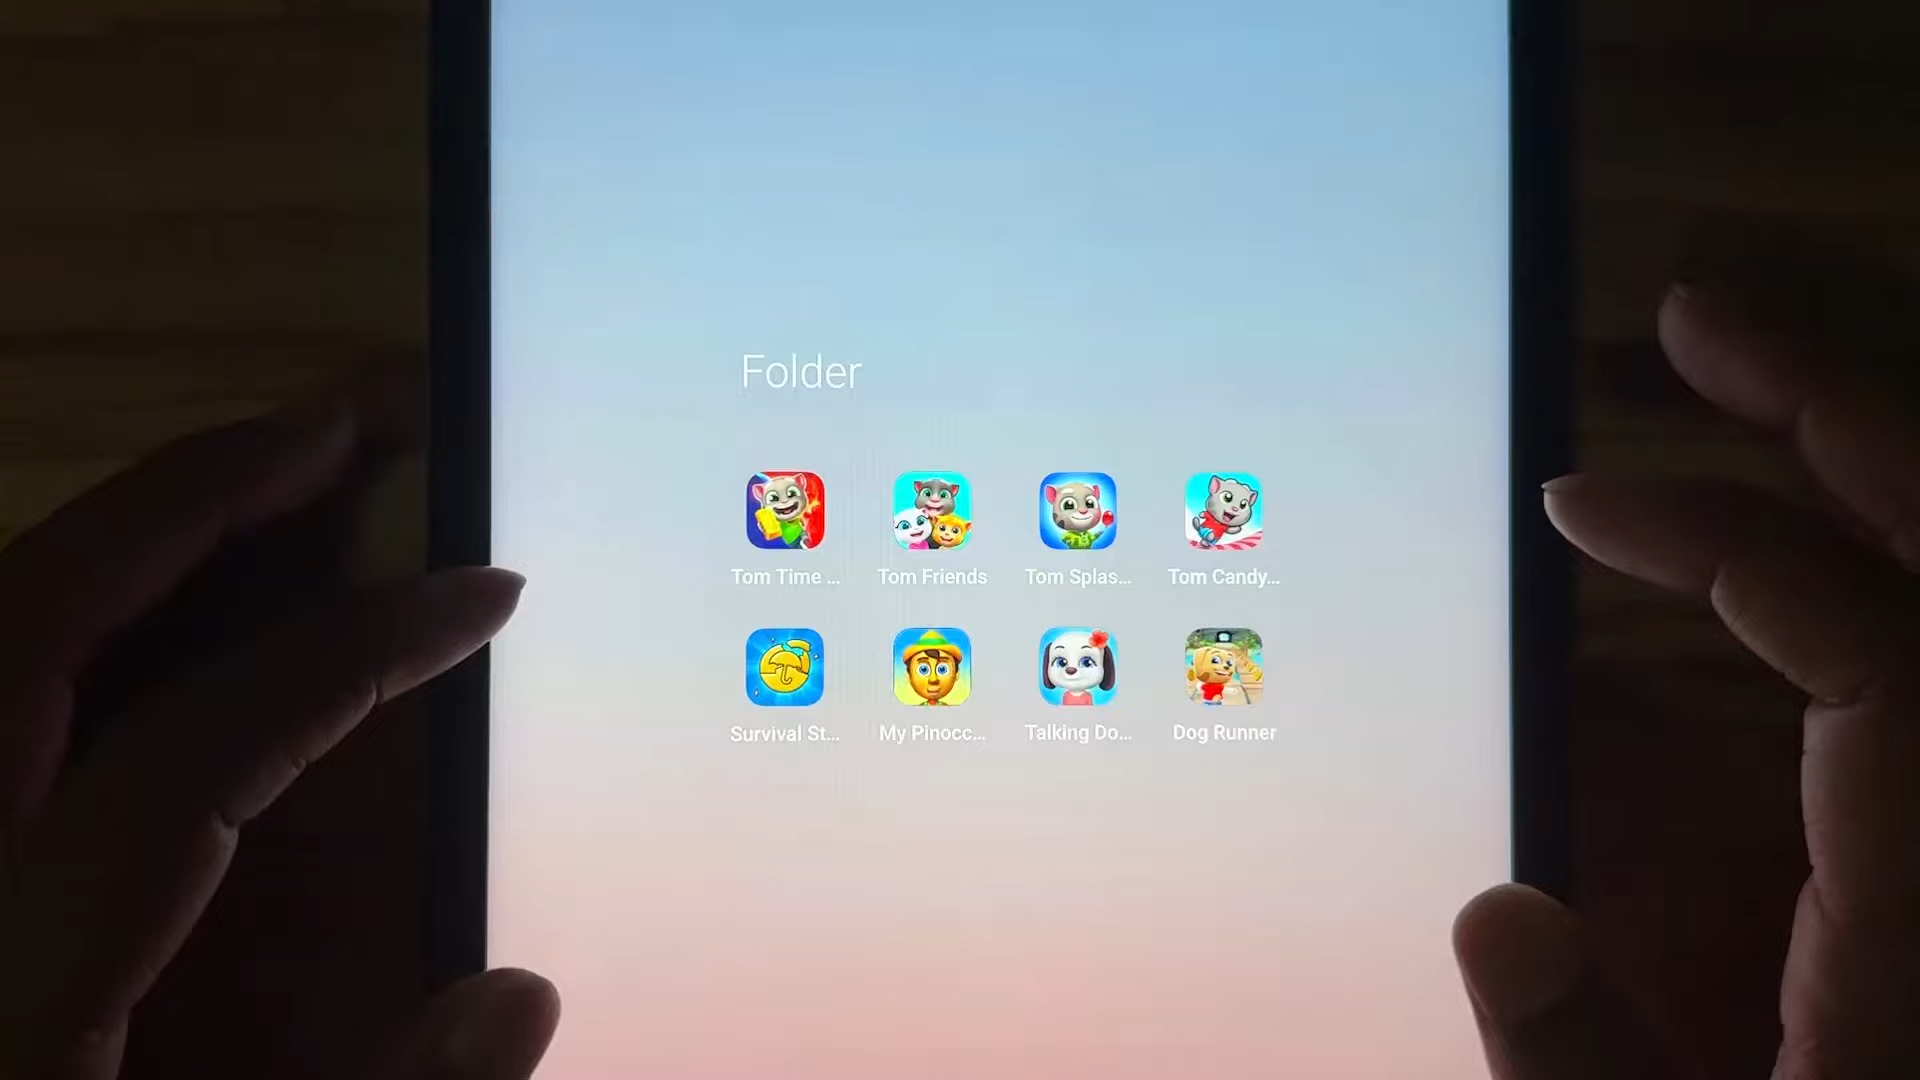 Folder
Tom Time ...
Tom Friends
Tom Splas...
Tom Candy...
Survival St...
My Pinocc...
Talking Do...
Dog Runner